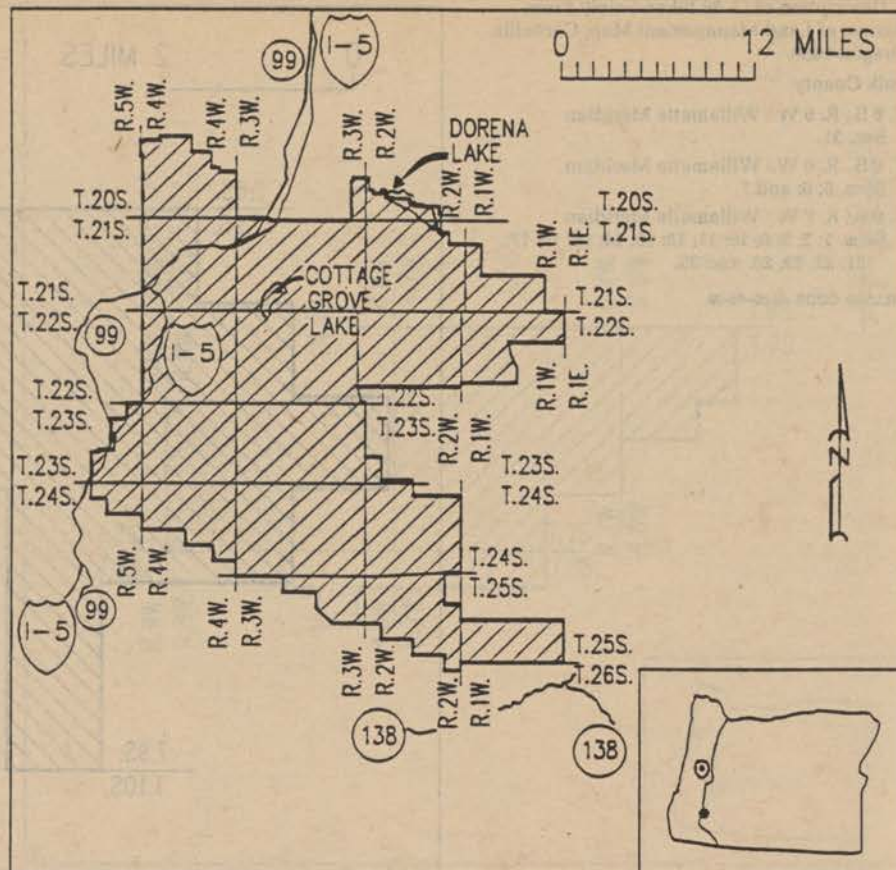 99
I-5
0 12 MILES
R.5W.
R.4W.
R.4W.
R.3W.
R.3W.
R.2W.
DORENA
LAKE
R.2W.
R.1W.
T.20S.
T.21S.
T.20S.
T.21S.
R.1W.
R.1E.
COTTAGE
GROVE
LAKE
T.21S.
T.22S.
T.21S.
T.22S.
99
I-5
R.1W.
R.1E.
T.22S.
T.23S.
T.22S.
T.23S.
R.2W.
R.1W.
T.23S.
T.24S.
T.23S.
T.24S.
N
R.5W.
R.4W.
T.24S.
T.25S.
99
I-5
R.4W.
R.3W.
R.3W.
R.2W.
T.25S.
T.26S.
R.2W.
R.1W.
138
138